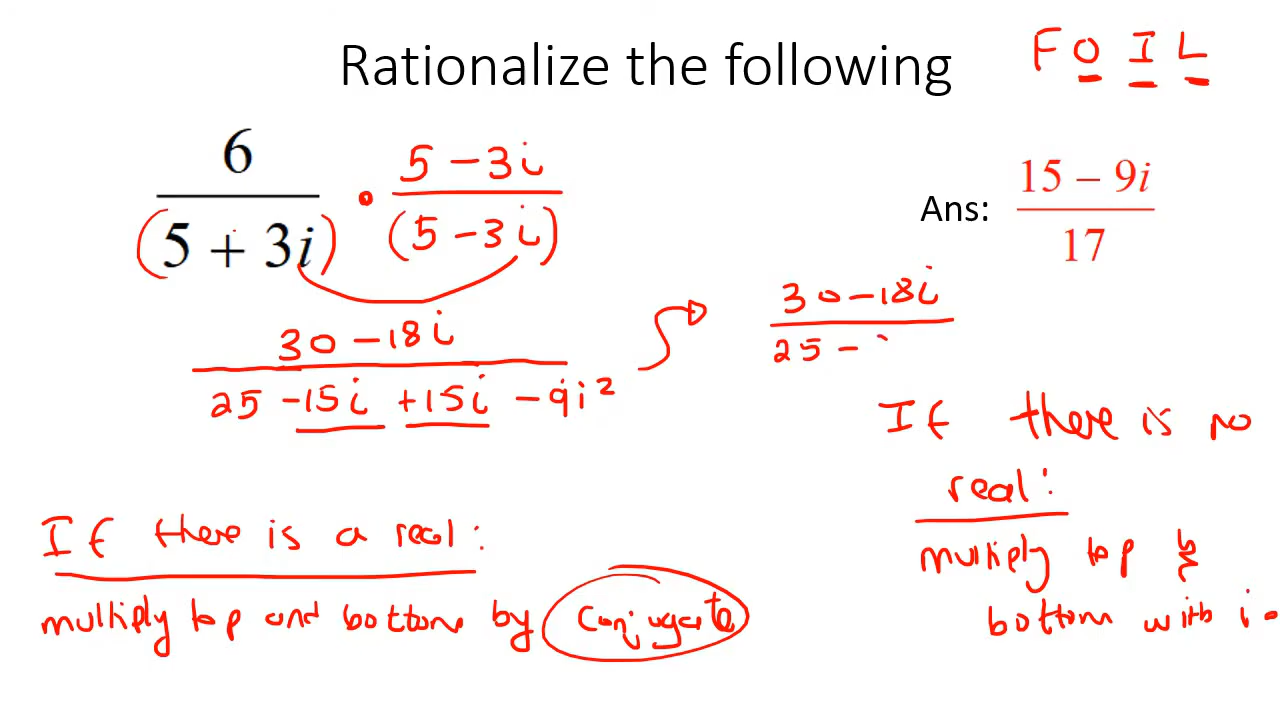 Rationalize the following
F O I L
6 / (5 + 3i) • 5 - 3i / (5 - 3i)
Ans: 15 - 9i / 17
30 - 18i / 25 - 15i + 15i - 9i²
30 - 18i / 25 -
If there is no
real:
multiply top &
bottom with i.
If there is a real:
multiply top and bottom by conjugate